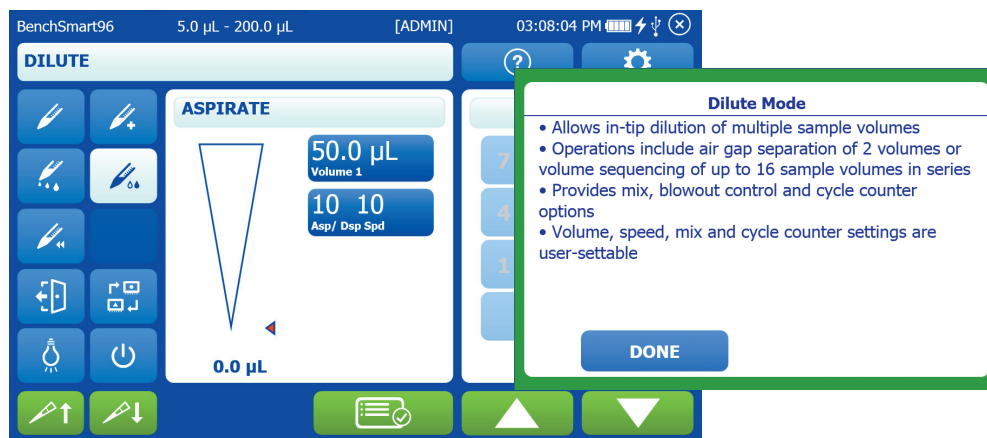 BenchSmart96 5.0 µL - 200.0 µL [ADMIN] 03:08:04 PM
DILUTE
?
ASPIRATE
50.0 µL
Volume 1
10 10
Asp/ Dsp Spd
0.0 µL
7
4
1
Dilute Mode
• Allows in-tip dilution of multiple sample volumes
• Operations include air gap separation of 2 volumes or
volume sequencing of up to 16 sample volumes in series
• Provides mix, blowout control and cycle counter
options
• Volume, speed, mix and cycle counter settings are
user-settable
DONE